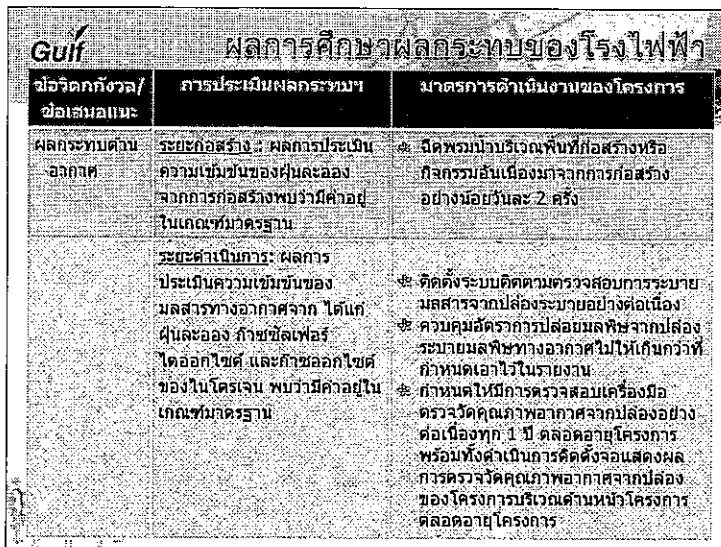 Gulf
ผลการศึกษาผลกระทบของโรงไฟฟ้า
ข้อวิตกกังวล/
ข้อเสนอแนะ
การประเมินผลกระทบฯ
มาตรการดำเนินงานของโครงการ
ผลกระทบด้าน
อากาศ
ระยะก่อสร้าง : ผลการประเมิน
ความเข้มข้นของฝุ่นละออง
จากการก่อสร้างพบว่ามีค่าอยู่
ในเกณฑ์มาตรฐาน
ฉีดพรมน้ำบริเวณพื้นที่ก่อสร้างหรือ
กิจกรรมอันเนื่องมาจากการก่อสร้าง
อย่างน้อยวันละ 2 ครั้ง
ระยะดำเนินการ: ผลการ
ประเมินความเข้มข้นของ
มลสารทางอากาศจาก ได้แก่
ฝุ่นละออง ก๊าซซัลเฟอร์
ไดออกไซด์ และก๊าซออกไซด์
ของไนโตรเจน พบว่ามีค่าอยู่ใน
เกณฑ์มาตรฐาน
ติดตั้งระบบติดตามตรวจสอบการระบาย
มลสารจากปล่องระบายอย่างต่อเนื่อง
ควบคุมอัตราการปล่อยมลพิษจากปล่อง
ระบายมลพิษทางอากาศไม่ให้เกินกว่าที่
กำหนดเอาไว้ในรายงาน
กำหนดให้มีการตรวจสอบเครื่องมือ
ตรวจวัดคุณภาพอากาศจากปล่องอย่าง
ต่อเนื่องทุก 1 ปี ตลอดอายุโครงการ
พร้อมทั้งดำเนินการติดตั้งจอแสดงผล
การตรวจวัดคุณภาพอากาศจากปล่อง
ของโครงการบริเวณด้านหน้าโครงการ
ตลอดอายุโครงการ